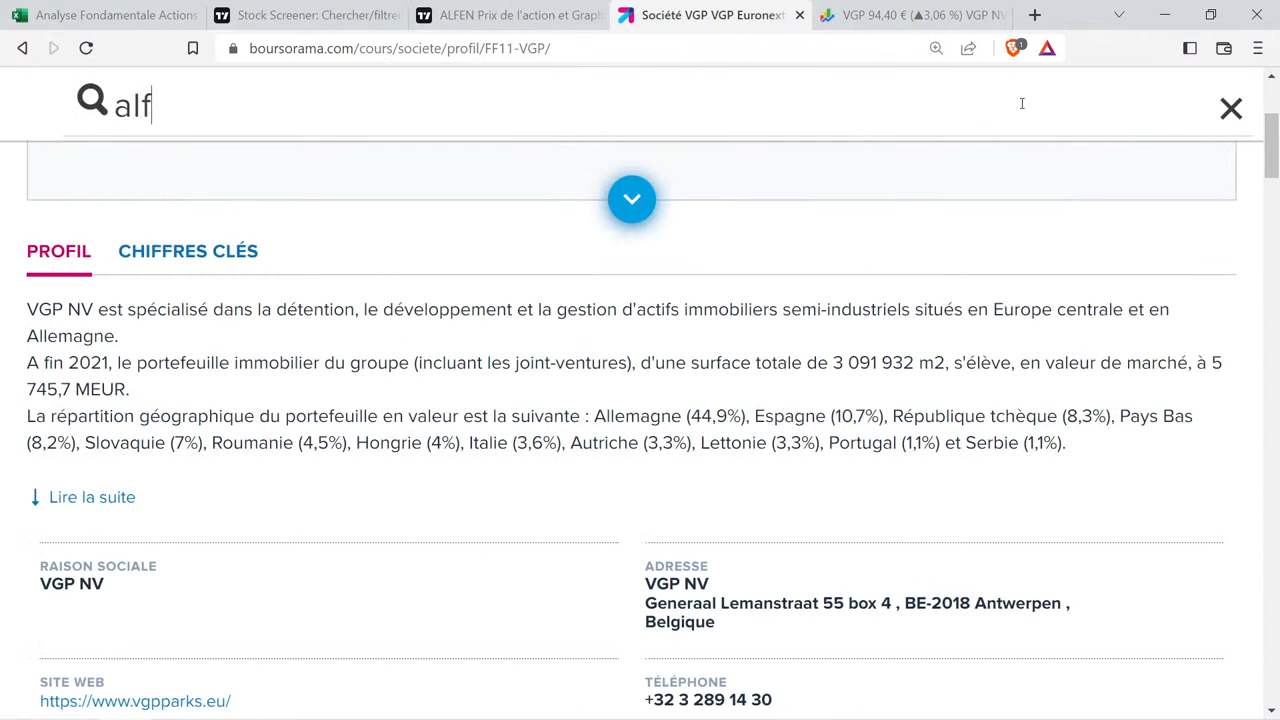 Analyse Fondamentale Actions
Stock Screener: Chercher/filtre
ALFEN Prix de l'action et Graph
Société VGP VGP Euronext
VGP 94,40 € (▲3,06 %) VGP NV
boursorama.com/cours/societe/profil/FF11-VGP/
1
alf
PROFIL
CHIFFRES CLÉS
VGP NV est spécialisé dans la détention, le développement et la gestion d'actifs immobiliers semi-industriels situés en Europe centrale et en
Allemagne.
A fin 2021, le portefeuille immobilier du groupe (incluant les joint-ventures), d'une surface totale de 3 091 932 m2, s'élève, en valeur de marché, à 5
745,7 MEUR.
La répartition géographique du portefeuille en valeur est la suivante : Allemagne (44,9%), Espagne (10,7%), République tchèque (8,3%), Pays Bas
(8,2%), Slovaquie (7%), Roumanie (4,5%), Hongrie (4%), Italie (3,6%), Autriche (3,3%), Lettonie (3,3%), Portugal (1,1%) et Serbie (1,1%).
Lire la suite
RAISON SOCIALE
VGP NV
ADRESSE
VGP NV
Generaal Lemanstraat 55 box 4 , BE-2018 Antwerpen ,
Belgique
SITE WEB
https://www.vgpparks.eu/
TÉLÉPHONE
+32 3 289 14 30